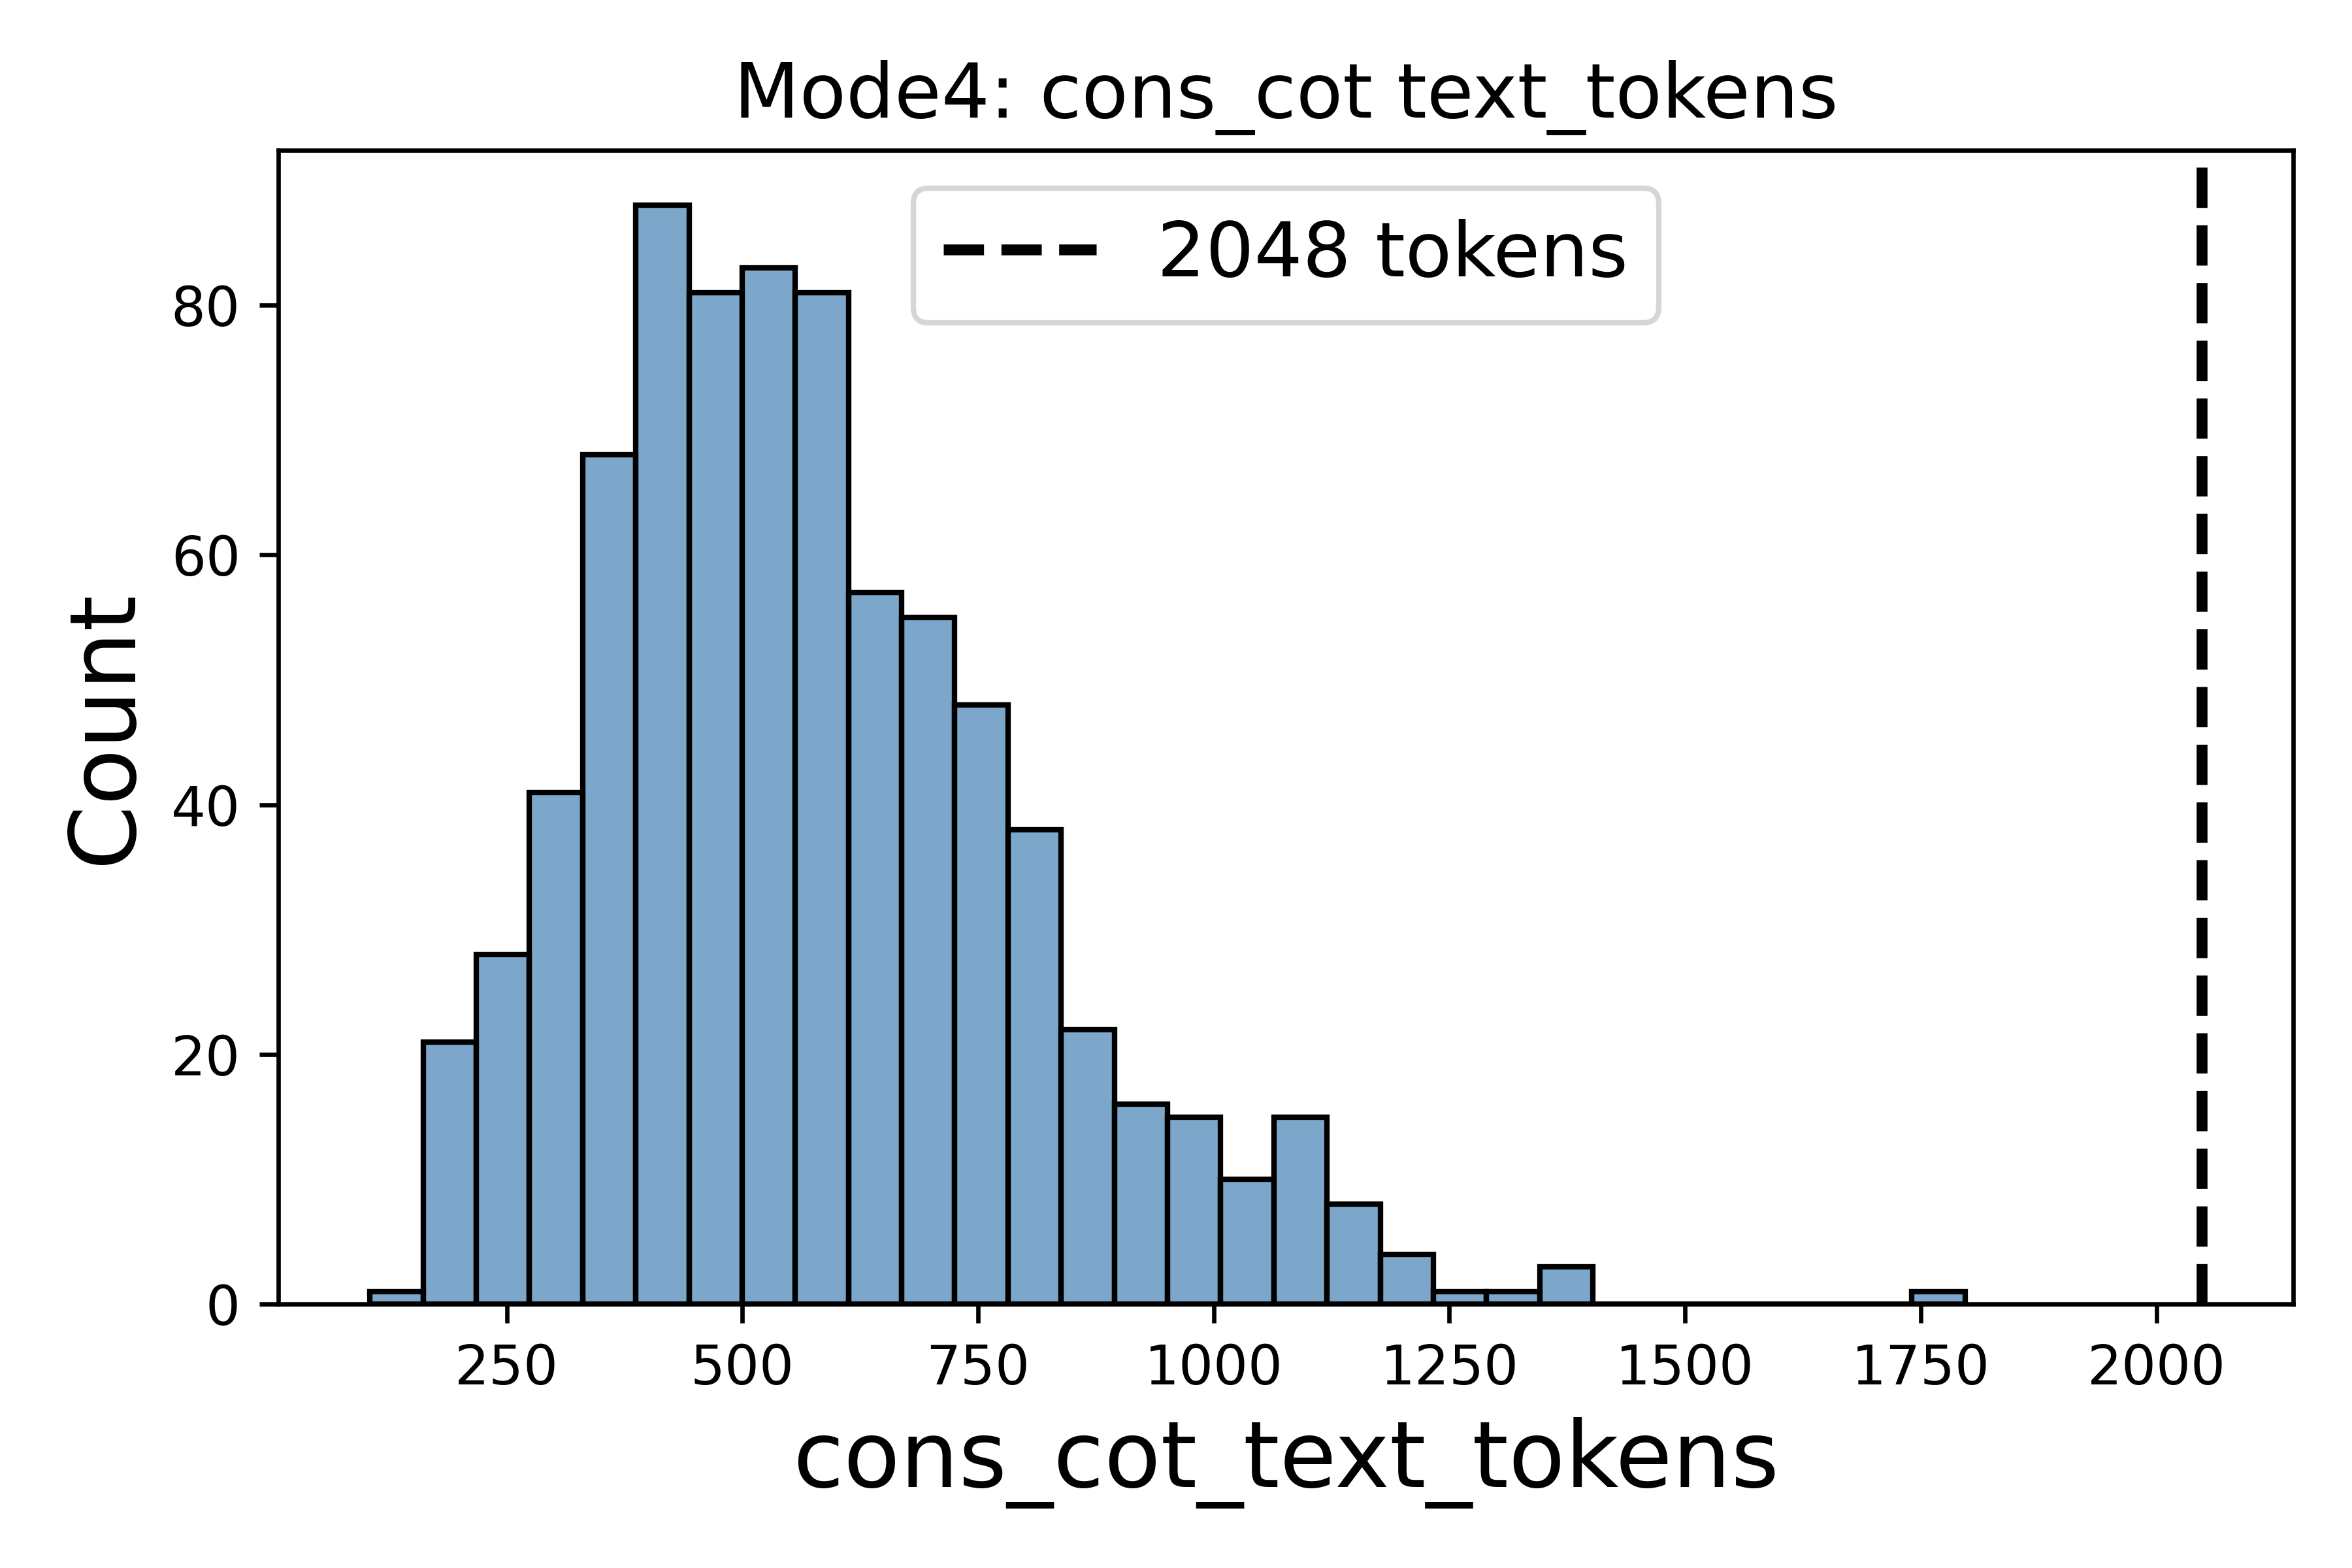 Mode4: cons_cot text_tokens
2048 tokens
Count
80
60
40
20
0
250 500 750 1000 1250 1500 1750 2000
cons_cot_text_tokens